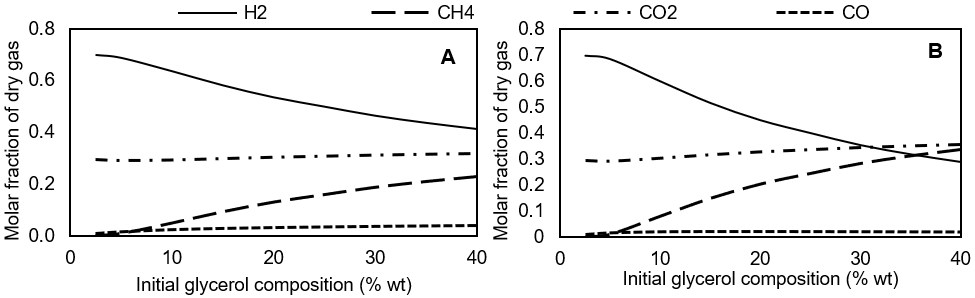 H2 CH4 CO2 CO
A
Molar fraction of dry gas
0.8
0.6
0.4
0.2
0.0
0 10 20 30 40
Initial glycerol composition (% wt)
B
Molar fraction of dry gas
0.8
0.7
0.6
0.5
0.4
0.3
0.2
0.1
0
0 10 20 30 40
Initial glycerol composition (% wt)